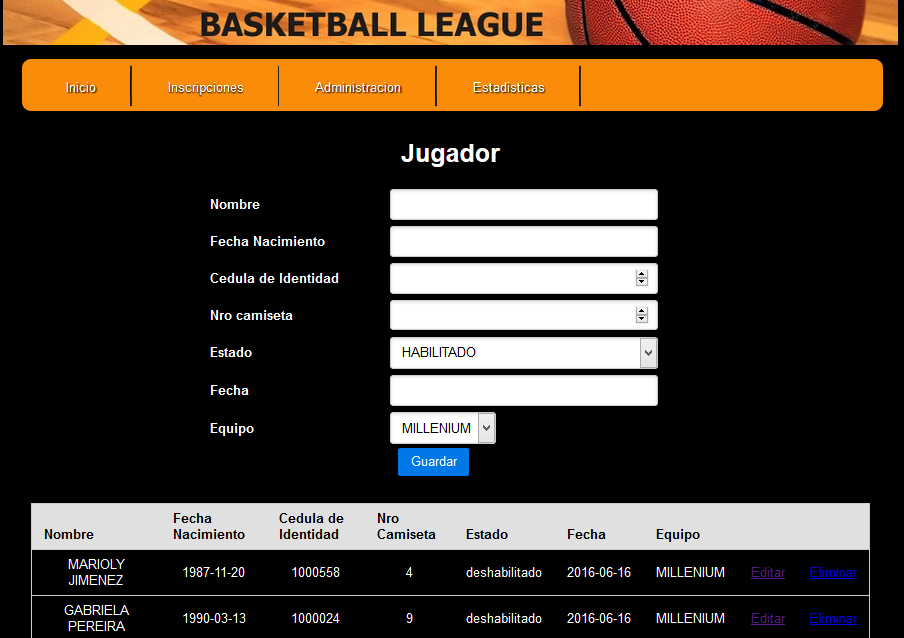 BASKETBALL LEAGUE
Inicio Inscripciones Administracion Estadisticas
Jugador
Nombre
Fecha Nacimiento
Cedula de Identidad
Nro camiseta
Estado HABILITADO
Fecha
Equipo MILLENIUM
Guardar
Nombre Fecha Nacimiento Cedula de Identidad Nro Camiseta Estado Fecha Equipo
MARIOLY JIMENEZ 1987-11-20 1000558 4 deshabilitado 2016-06-16 MILLENIUM Editar Eliminar
GABRIELA PEREIRA 1990-03-13 1000024 9 deshabilitado 2016-06-16 MILLENIUM Editar Eliminar